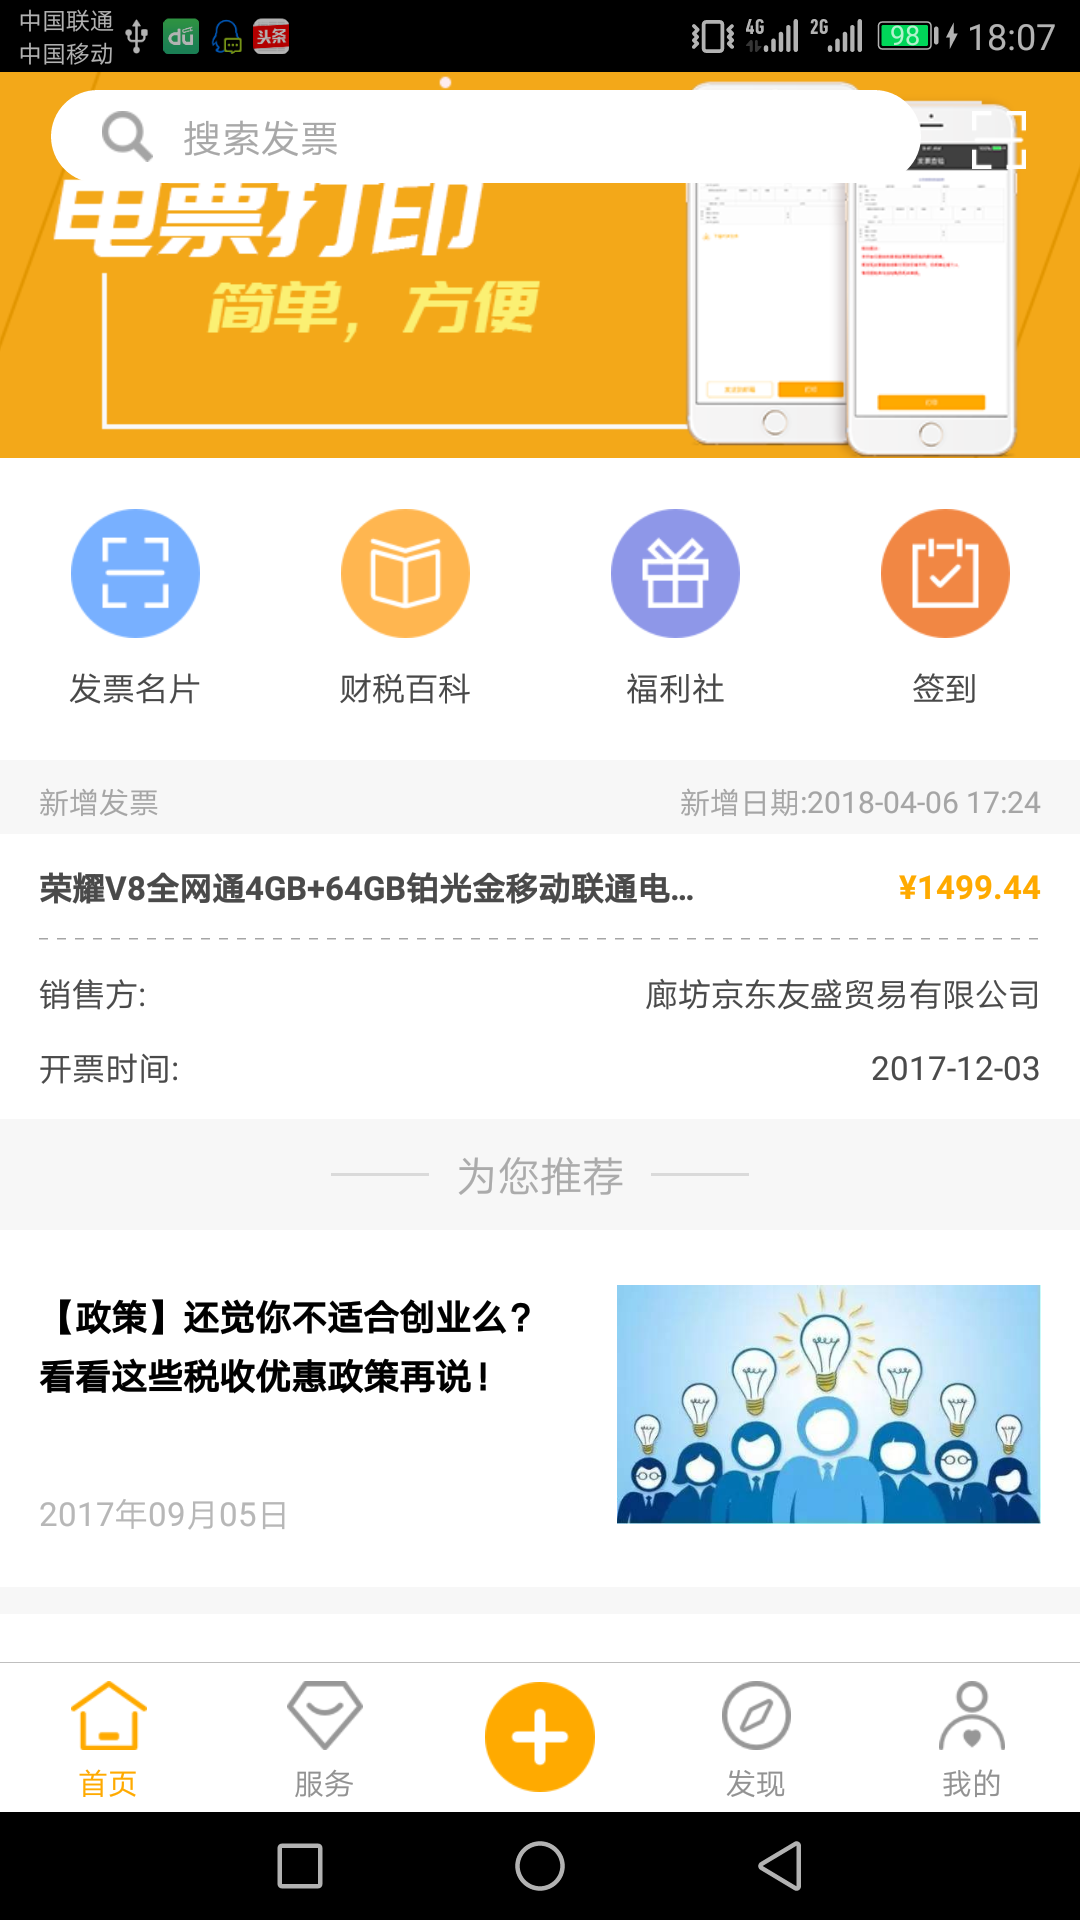 中国联通
中国移动
dú
头条
4G
2G
98
18:07
搜索发票
电票打印
简单，方便
发票名片
财税百科
福利社
签到
新增发票
新增日期:2018-04-06 17:24
荣耀V8全网通4GB+64GB铂光金移动联通电...
¥1499.44
销售方:
廊坊京东友盛贸易有限公司
开票时间:
2017-12-03
为您推荐
【政策】还觉你不适合创业么？
看看这些税收优惠政策再说！
2017年09月05日
首页
服务
发现
我的